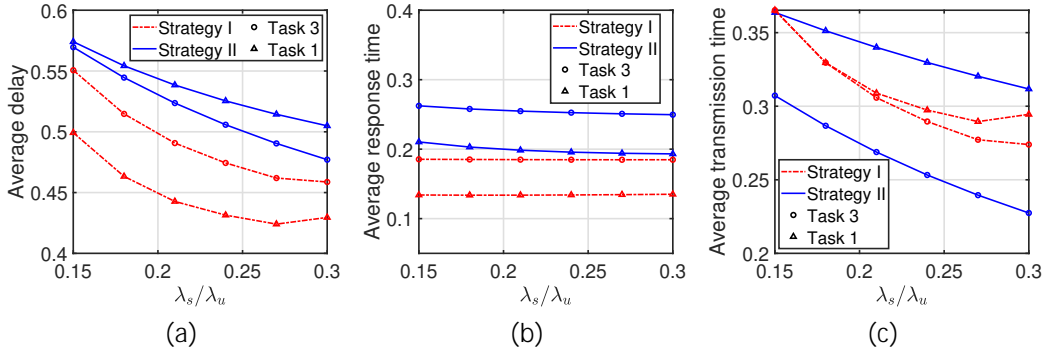 0.6
0.55
0.5
0.45
0.4
Average delay
Strategy I
Strategy II
Task 3
Task 1
0.15
0.2
0.25
0.3
λs/λu
(a)
0.4
0.3
0.2
0.1
Average response time
Strategy I
Strategy II
Task 3
Task 1
0.15
0.2
0.25
0.3
λs/λu
(b)
0.35
0.3
0.25
0.2
Average transmission time
Strategy I
Strategy II
Task 3
Task 1
0.15
0.2
0.25
0.3
λs/λu
(c)